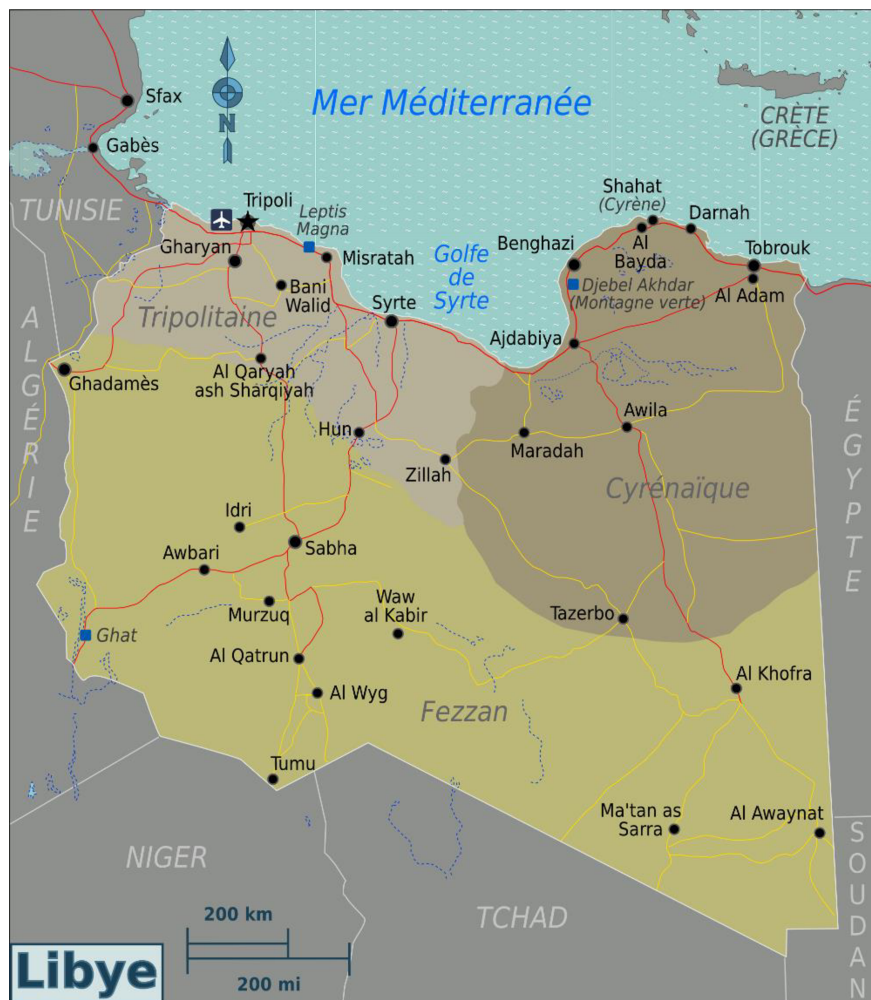 Sfax
Mer Méditerranée
N
CRÈTE
(GRÈCE)
Gabès
TUNISIE
Tripoli
Leptis
Magna
Shahat
(Cyrène)
Darnah
Gharyan
Misratah
Golfe
de
Syrte
Benghazi
Al
Bayda
Tobrouk
Bani
Walid
Djebel Akhdar
(Montagne verte)
Al Adam
Syrte
Tripolitaine
Ajdabiya
ALGÉRIE
Ghadamès
Al Qaryah
ash Sharqiyah
ÉGYPTE
Hun
Awila
Maradah
Zillah
Cyrénaïque
Idri
Sabha
Awbari
Murzuq
Waw
al Kabir
Tazerbo
Ghat
Al Qatrun
Al Khofra
Al Wyg
Fezzan
Tumu
Ma'tan as
Sarra
Al Awaynat
NIGER
SOUDAN
TCHAD
200 km
200 mi
Libye